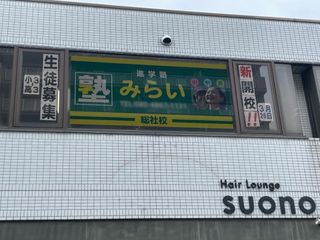 生徒募集
小3
高3
進学塾
塾みらい
総社校
新開校!!
3月
26日
Hair Lounge
suono